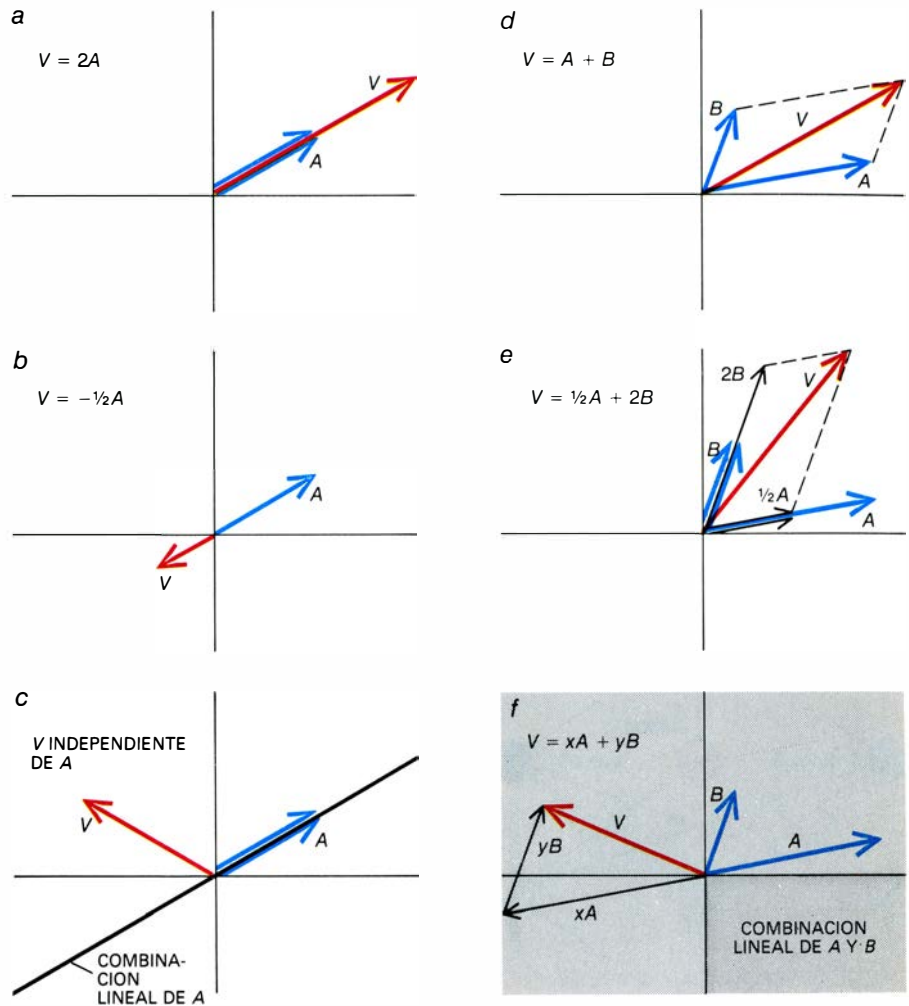 a
V = 2A
V
A
b
V = −½A
A
V
c
V INDEPENDIENTE
DE A
V
A
COMBINA-
CION
LINEAL DE A
d
V = A + B
B
V
A
e
2B
V
V = ½A + 2B
B
½A
A
f
V = xA + yB
B
V
A
yB
xA
COMBINACION
LINEAL DE A Y B